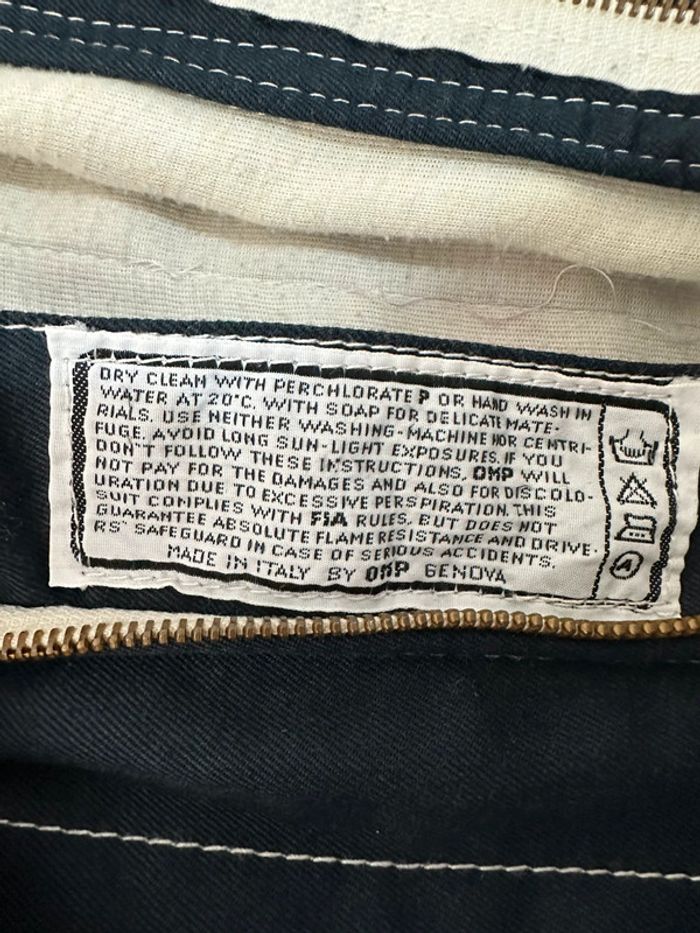 DRY CLEAN WITH PERCHLORATE P OR HAND WASH IN
WATER AT 20°C. WITH SOAP FOR DELICATE MATE-
RIALS. USE NEITHER WASHING-MACHINE NOR CENTRI-
FUGE. AVOID LONG SUN-LIGHT EXPOSURES. IF YOU
DON'T FOLLOW THESE INSTRUCTIONS, OMP WILL
NOT PAY FOR THE DAMAGES AND ALSO FOR DISCOLO-
URATION DUE TO EXCESSIVE PERSPIRATION. THIS
SUIT COMPLIES WITH FIA RULES. BUT DOES NOT
GUARANTEE ABSOLUTE FLAMERESISTANCE AND DRIVE-
RS' SAFEGUARD IN CASE OF SERIOUS ACCIDENTS.
MADE IN ITALY BY OMP GENOVA
A